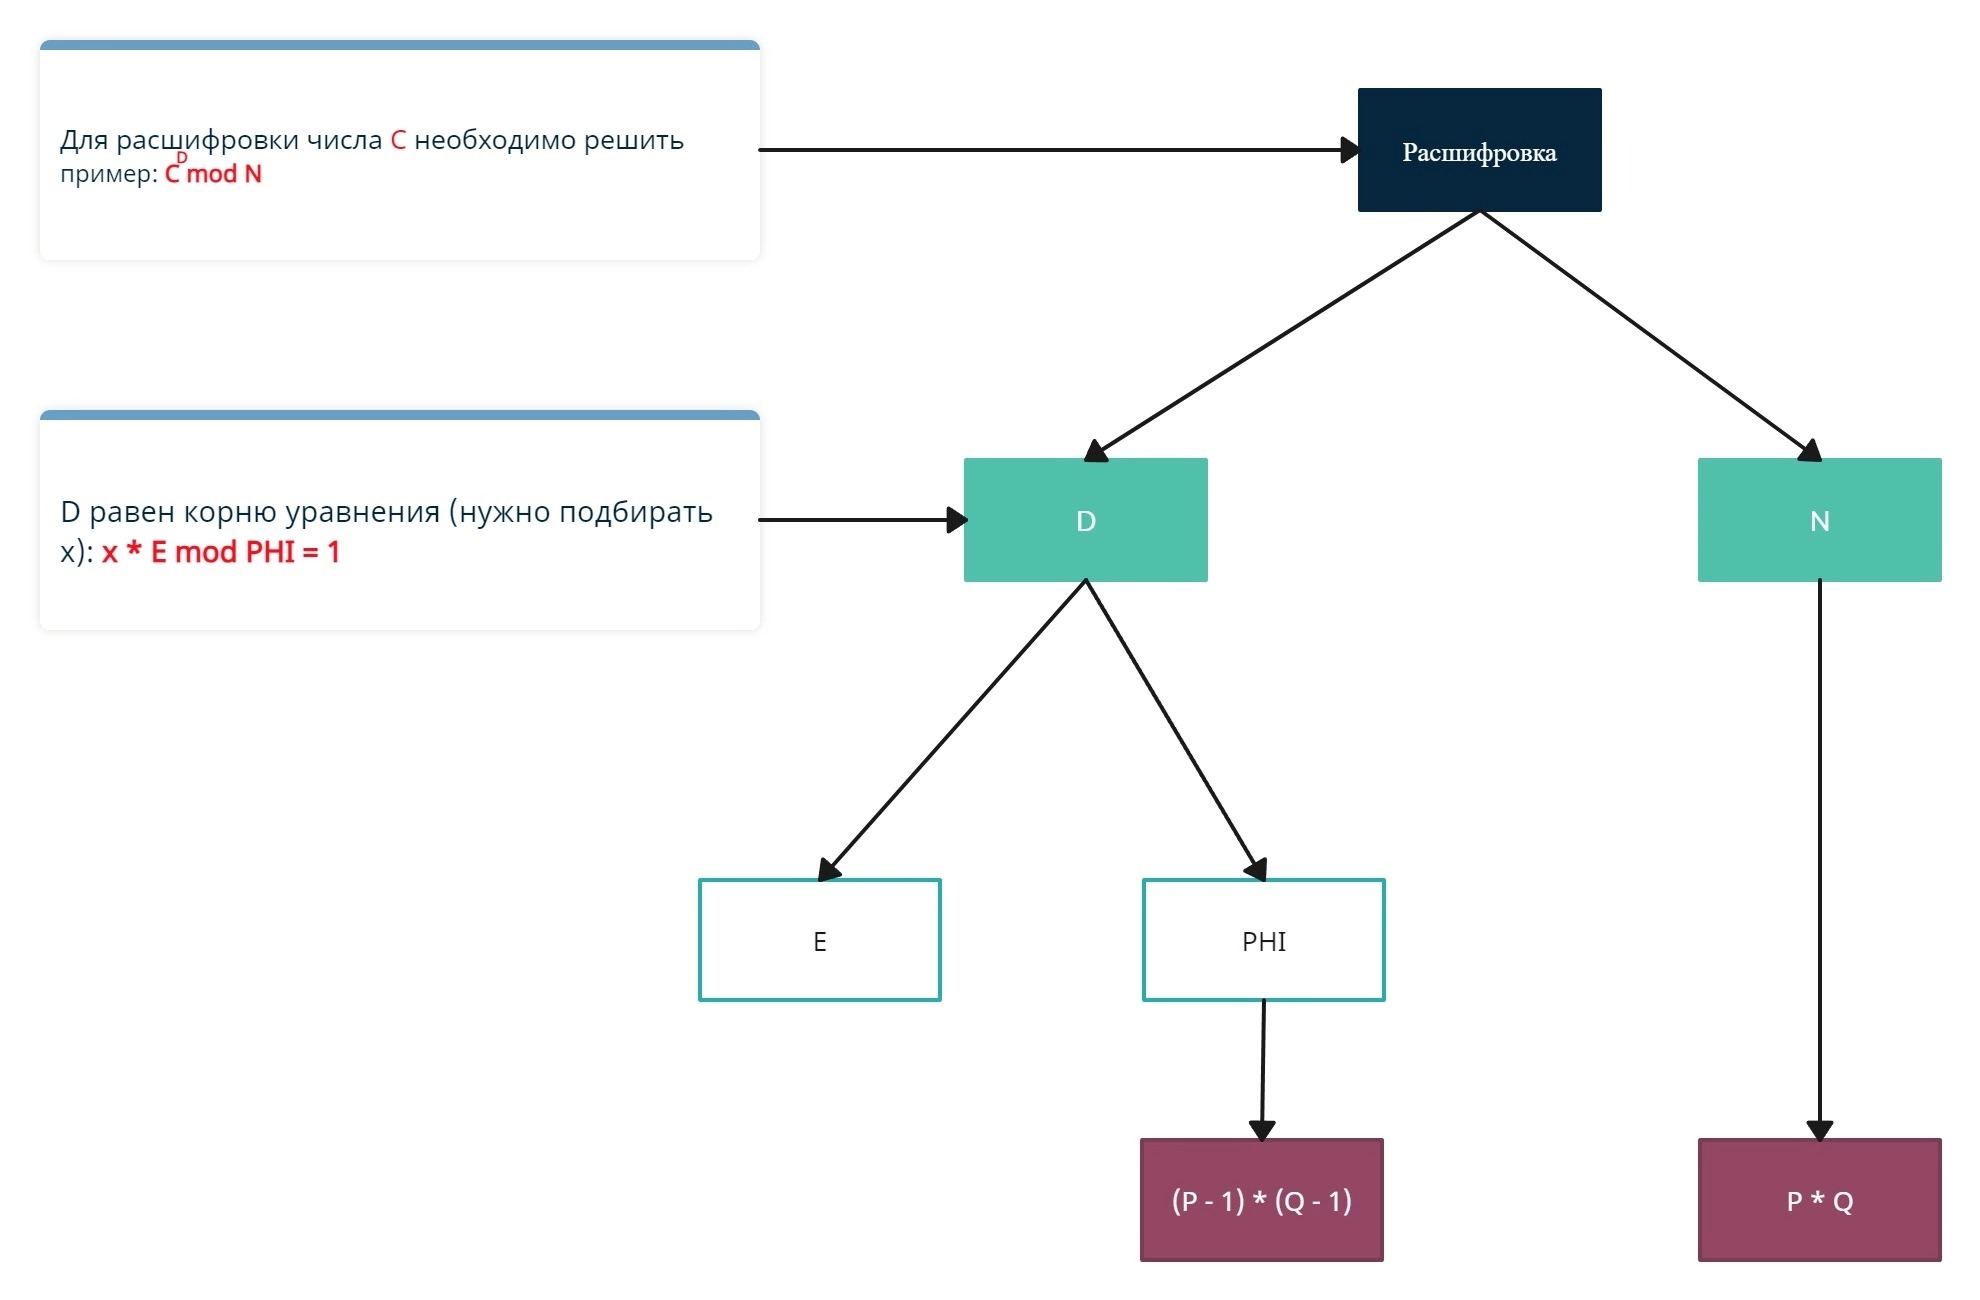 Для расшифровки числа C необходимо решить
пример: C^D mod N
Расшифровка
D равен корню уравнения (нужно подбирать
x): x * E mod PHI = 1
D
N
E
PHI
(P - 1) * (Q - 1)
P * Q